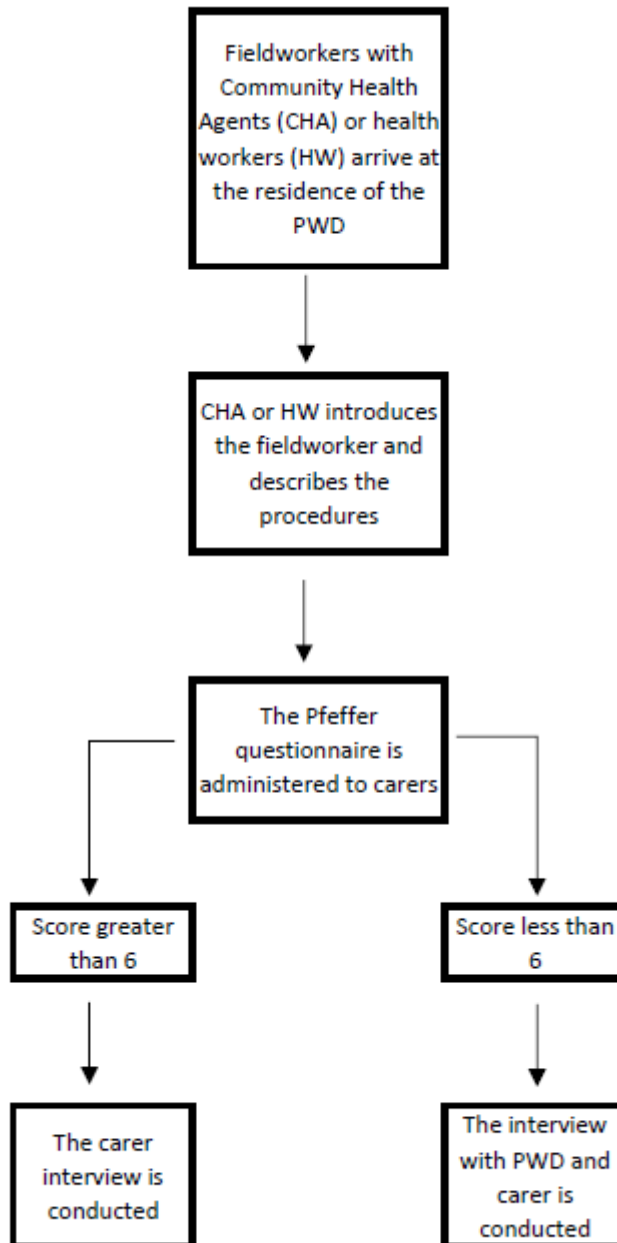 Fieldworkers with
Community Health
Agents (CHA) or health
workers (HW) arrive at
the residence of the
PWD
CHA or HW introduces
the fieldworker and
describes the
procedures
The Pfeffer
questionnaire is
administered to carers
Score greater
than 6
Score less than
6
The carer
interview is
conducted
The interview
with PWD and
carer is
conducted